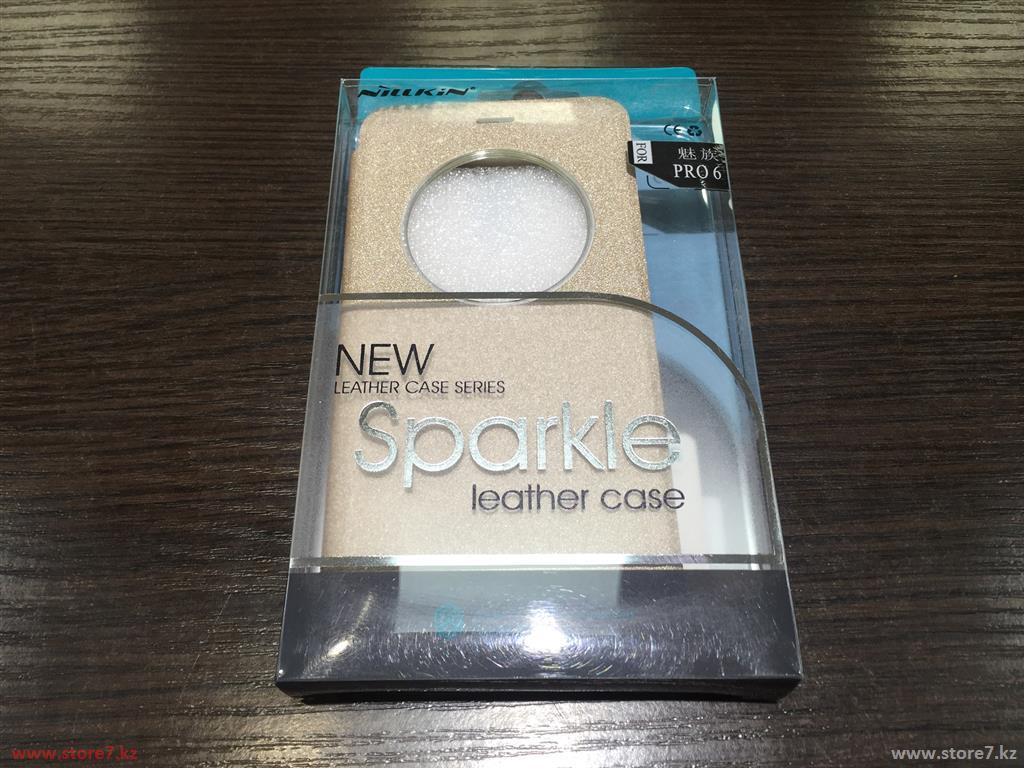 NiLLKiN®
CE
FOR
魅族
PRO 6
NEW
LEATHER CASE SERIES
Sparkle
leather case
www.store7.kz
www.store7.kz